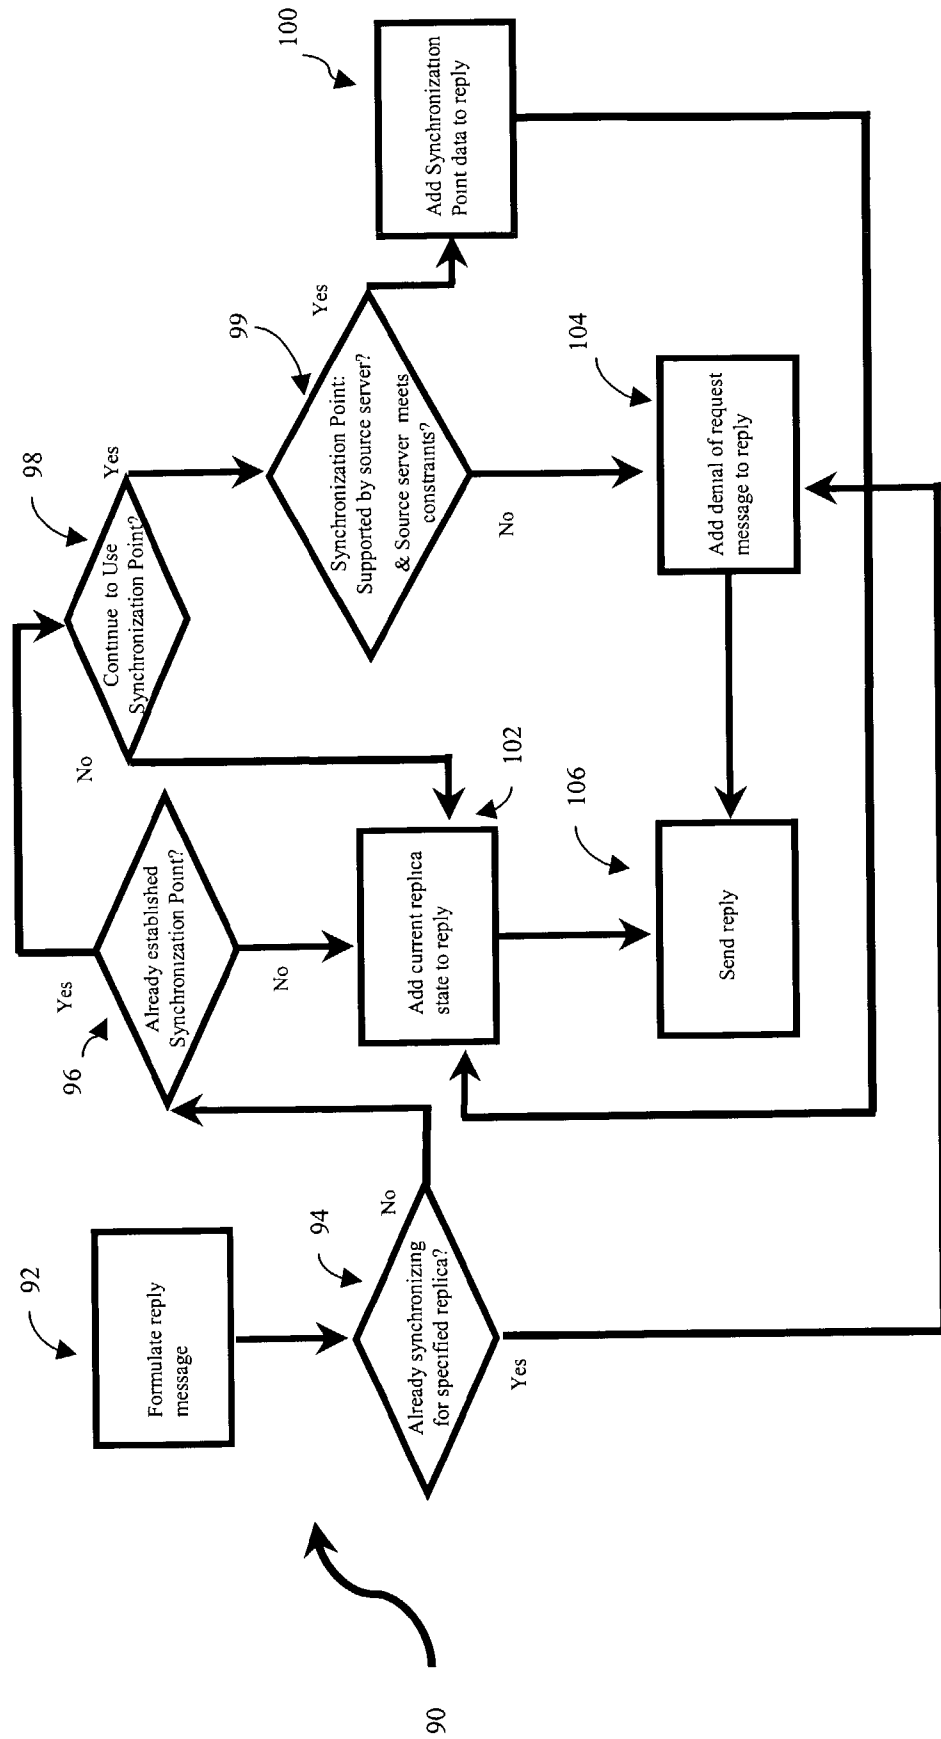 90
92
Formulate reply
message
94
Already synchronizing
for specified replica?
No
Yes
96
Already established
Synchronization Point?
Yes
No
98
Continue to Use
Synchronization Point?
No
Yes
99
Synchronization Point:
Supported by source server?
& Source server meets
constraints?
Yes
No
100
Add Synchronization
Point data to reply
102
Add current replica
state to reply
104
Add denial of request
message to reply
106
Send reply